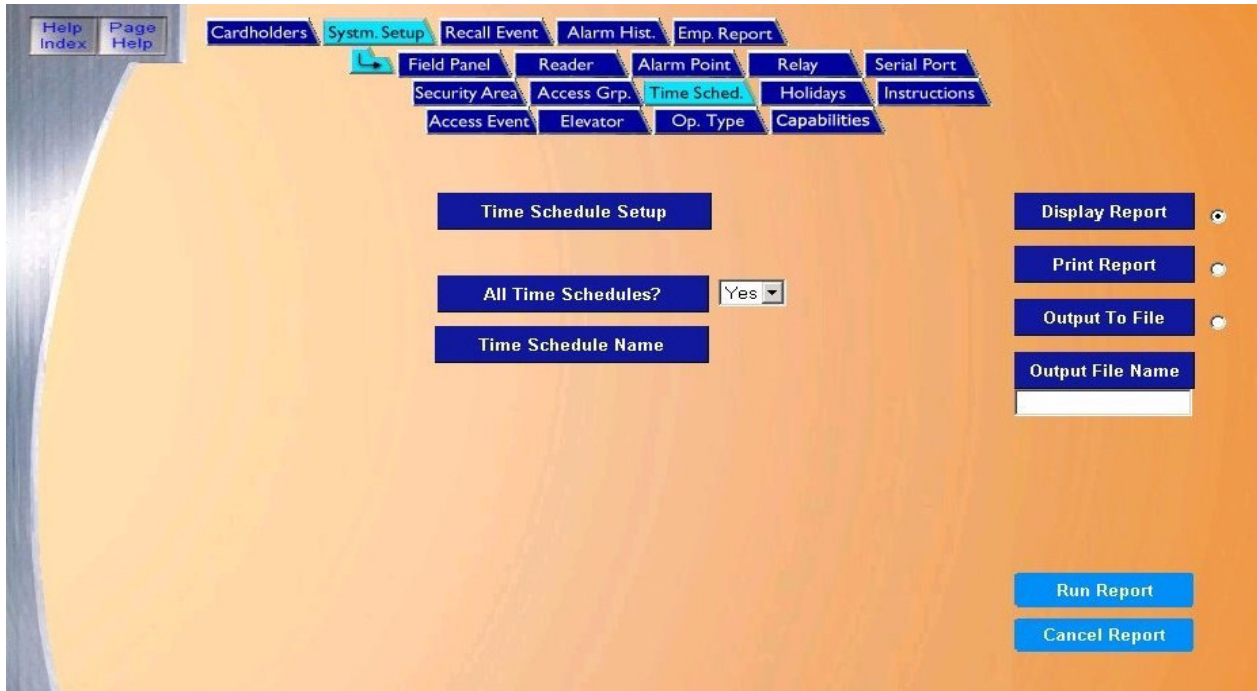 Help Index Page Help
Cardholders Systm. Setup Recall Event Alarm Hist. Emp. Report
Field Panel Reader Alarm Point Relay Serial Port
Security Area Access Grp. Time Sched. Holidays Instructions
Access Event Elevator Op. Type Capabilities
Time Schedule Setup
Display Report
Print Report
All Time Schedules? Yes
Output To File
Time Schedule Name
Output File Name
Run Report
Cancel Report